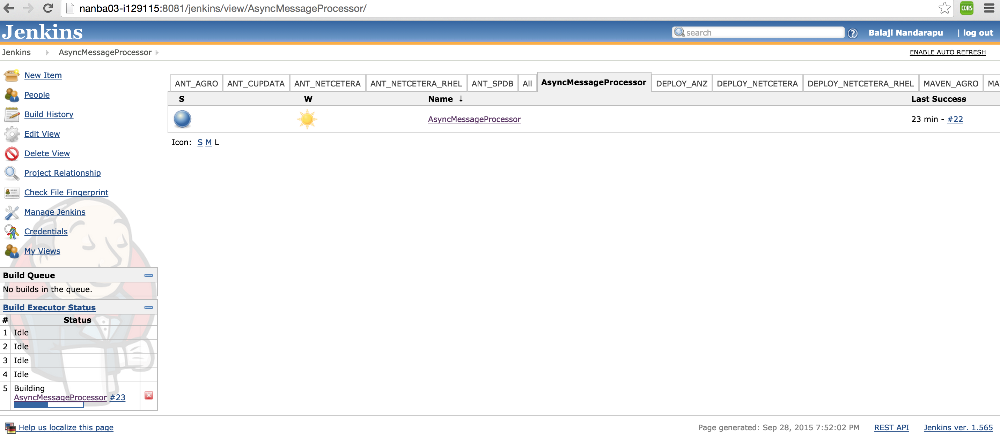 nanba03-i129115:8081/jenkins/view/AsyncMessageProcessor/
CORS
Jenkins
search
?
Balaji Nandarapu
| log out
Jenkins
AsyncMessageProcessor
ENABLE AUTO REFRESH
New Item
People
Build History
Edit View
Delete View
Project Relationship
Check File Fingerprint
Manage Jenkins
Credentials
My Views
ANT_AGRO
ANT_CUPDATA
ANT_NETCETERA
ANT_NETCETERA_RHEL
ANT_SPDB
All
AsyncMessageProcessor
DEPLOY_ANZ
DEPLOY_NETCETERA
DEPLOY_NETCETERA_RHEL
MAVEN_AGRO
MA
S W Name ↓ Last Success
AsyncMessageProcessor 23 min - #22
Icon: S M L
Build Queue
No builds in the queue.
Build Executor Status
# Status
1 Idle
2 Idle
3 Idle
4 Idle
5 Building
AsyncMessageProcessor #23
Help us localize this page
Page generated: Sep 28, 2015 7:52:02 PM
REST API
Jenkins ver. 1.565